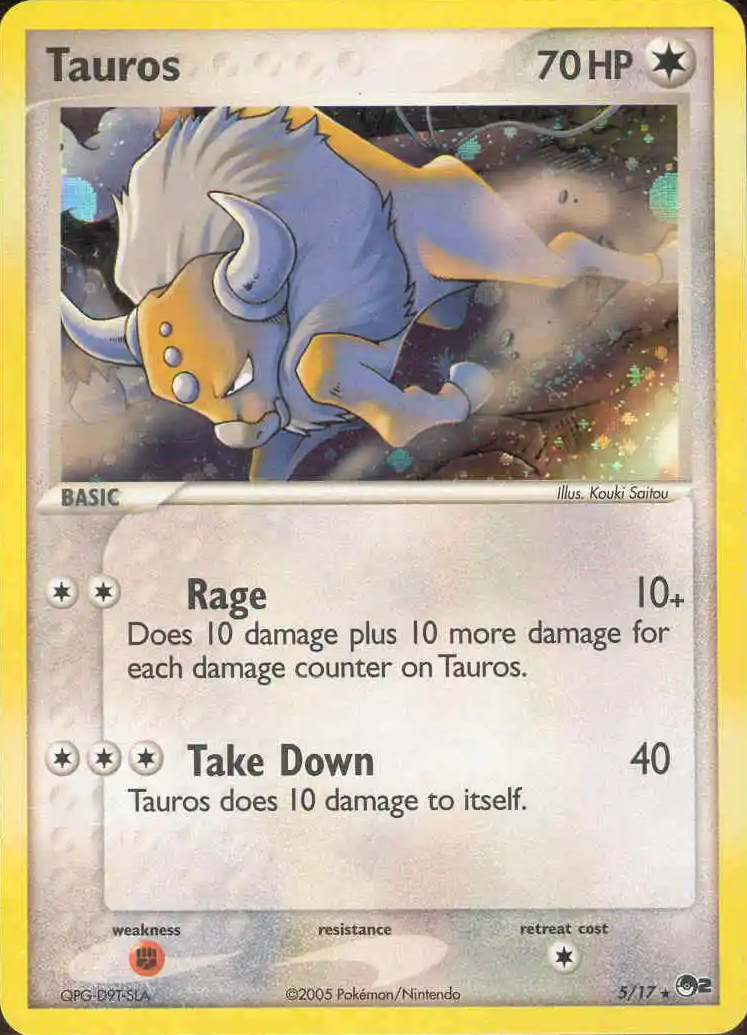 Tauros 70 HP
BASIC Illus. Kouki Saitou
Rage 10+
Does 10 damage plus 10 more damage for
each damage counter on Tauros.
Take Down 40
Tauros does 10 damage to itself.
weakness resistance retreat cost
QPG-D9T-SLA ©2005 Pokémon/Nintendo 5/17 ★ 2